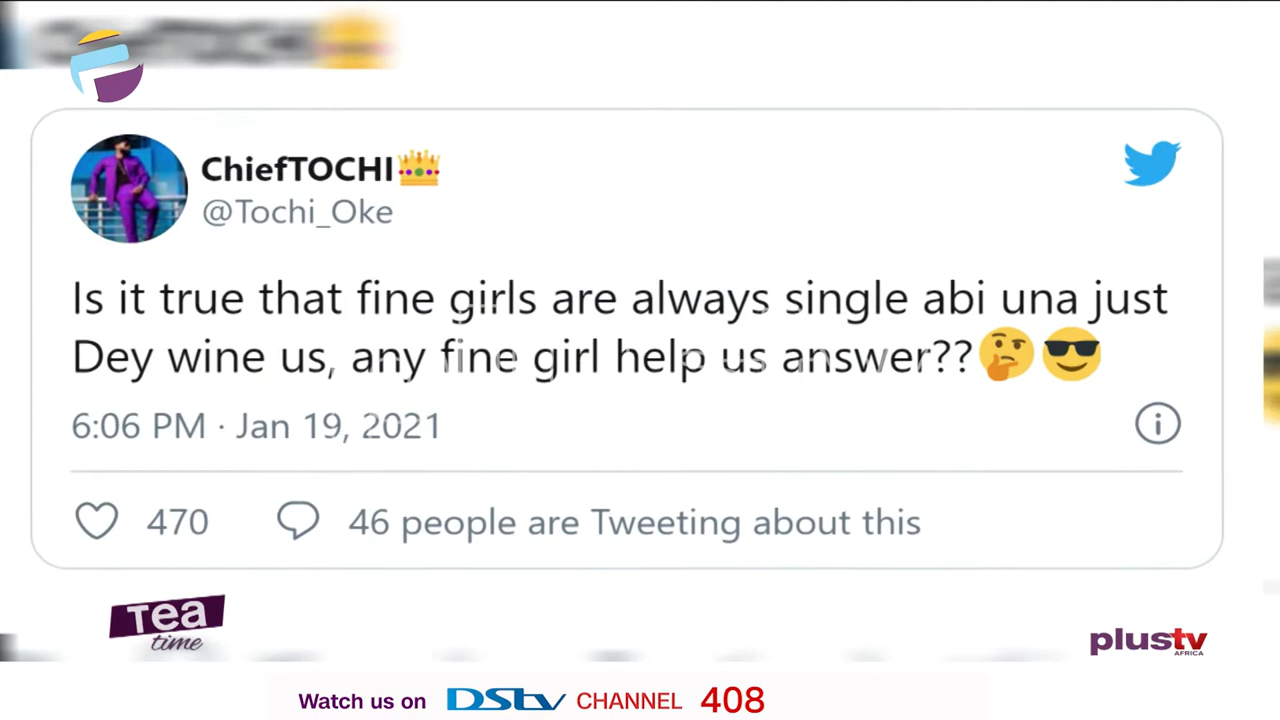 ChiefTOCHI
@Tochi_Oke
Is it true that fine girls are always single abi una just
Dey wine us, any fine girl help us answer??🤔😎
6:06 PM · Jan 19, 2021
470 46 people are Tweeting about this
Tea
time
plustv
AFRICA
Watch us on DStv CHANNEL 408